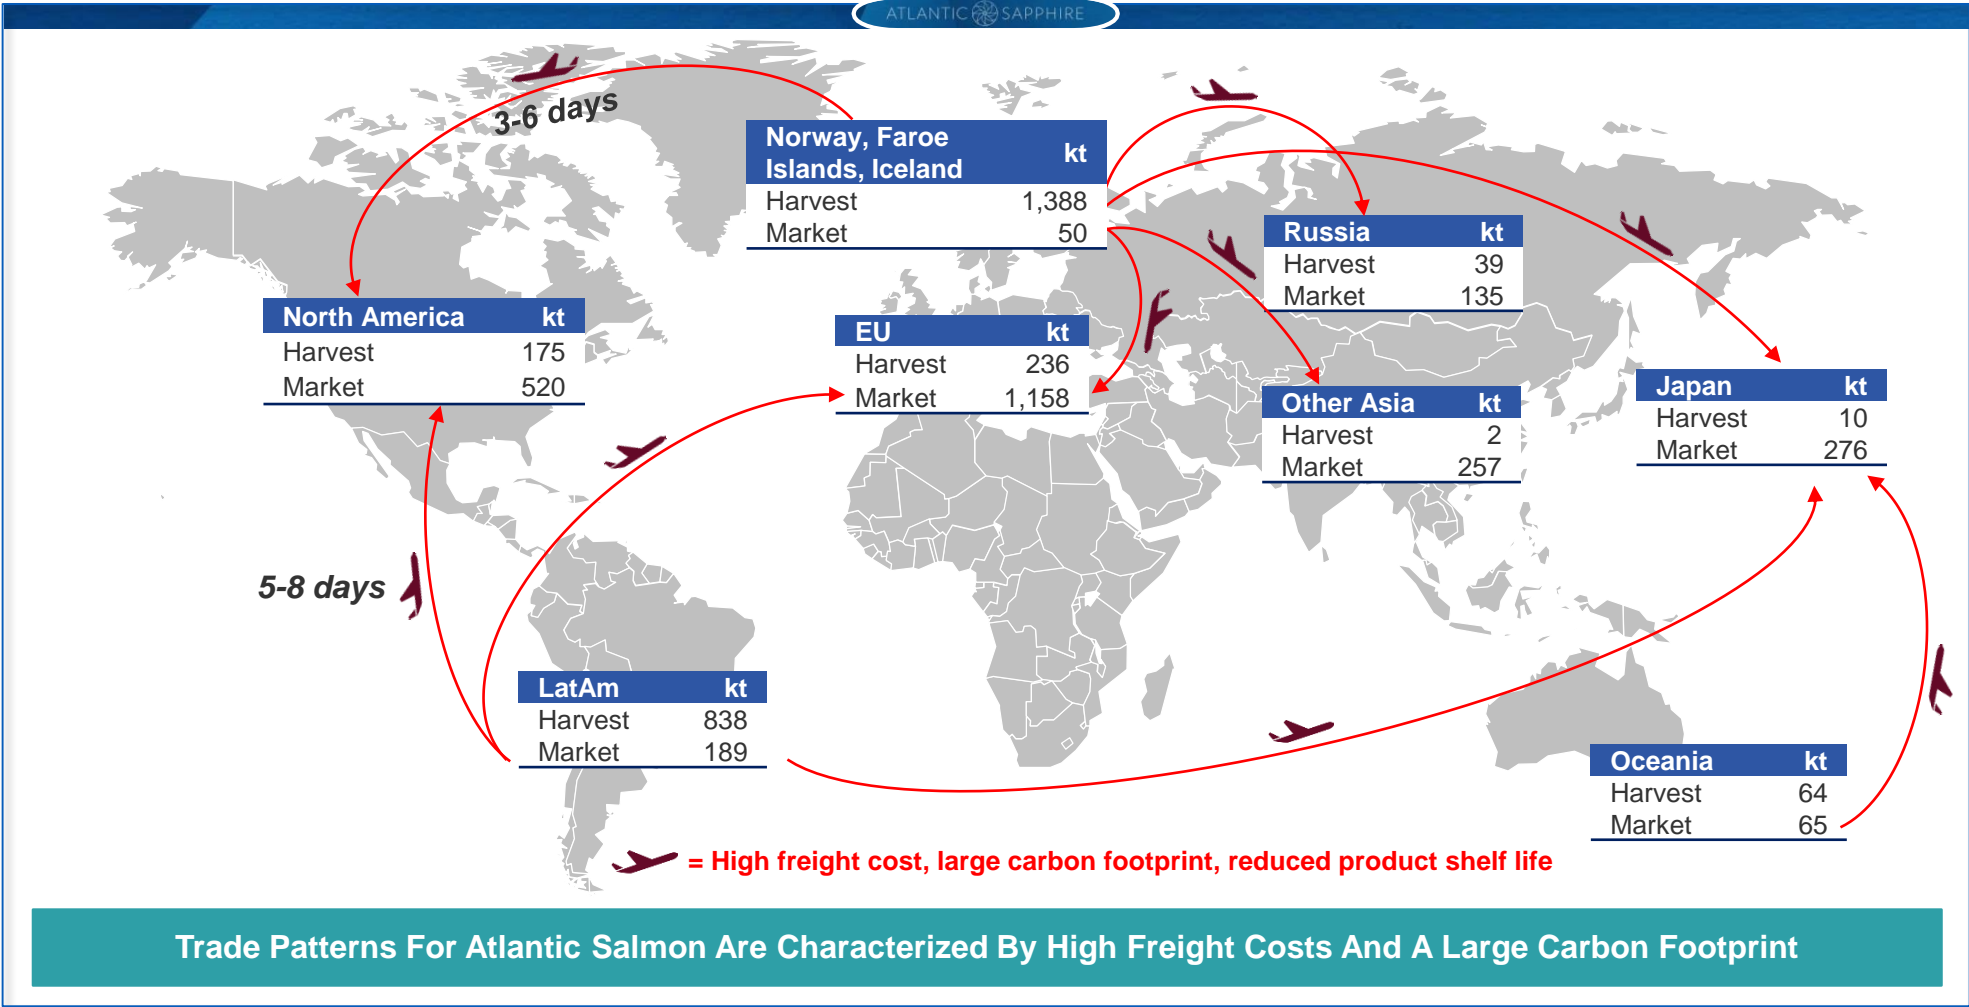 ATLANTIC SAPPHIRE
3-6 days
Norway, Faroe
Islands, Iceland kt
Harvest 1,388
Market 50
Russia kt
Harvest 39
Market 135
North America kt
Harvest 175
Market 520
EU kt
Harvest 236
Market 1,158
Other Asia kt
Harvest 2
Market 257
Japan kt
Harvest 10
Market 276
5-8 days
LatAm kt
Harvest 838
Market 189
Oceania kt
Harvest 64
Market 65
= High freight cost, large carbon footprint, reduced product shelf life
Trade Patterns For Atlantic Salmon Are Characterized By High Freight Costs And A Large Carbon Footprint